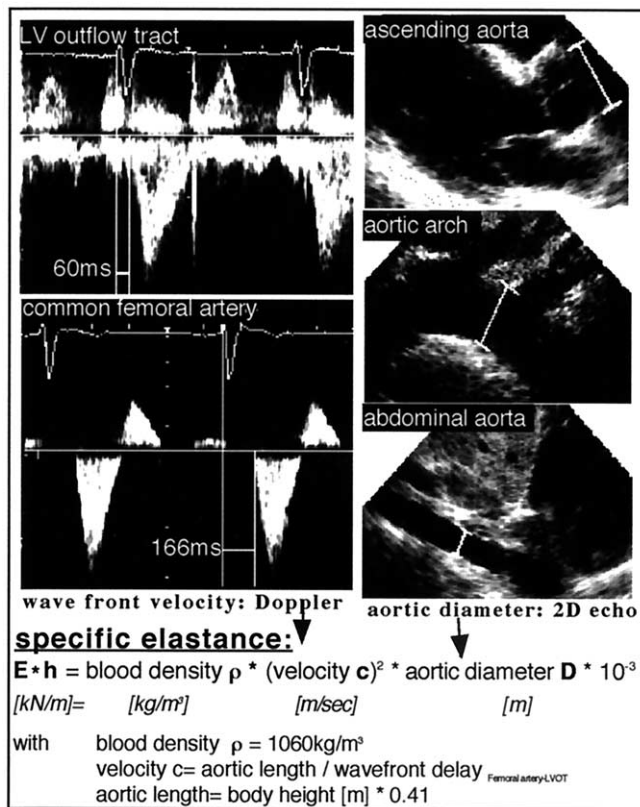 LV outflow tract
60ms
common femoral artery
166ms
wave front velocity: Doppler
ascending aorta
aortic arch
abdominal aorta
aortic diameter: 2D echo
specific elastance:
E*h = blood density ρ * (velocity c)² * aortic diameter D * 10⁻³
[kN/m]= [kg/m³] [m/sec] [m]
with blood density ρ = 1060kg/m³
velocity c= aortic length / wavefront delay Femoral artery-LVOT
aortic length= body height [m] * 0.41